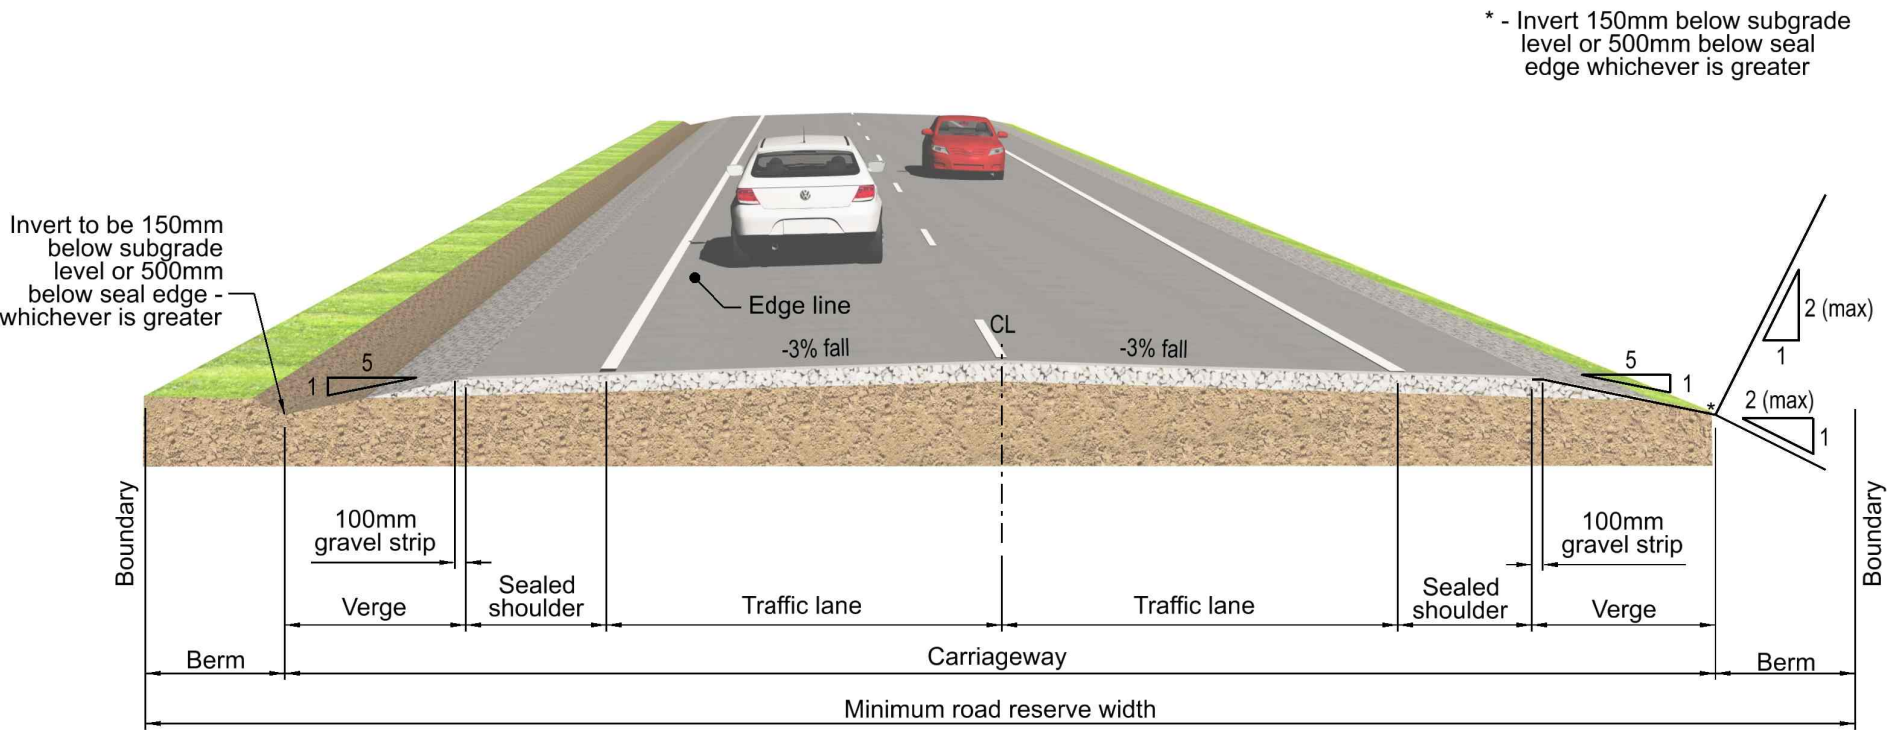 * - Invert 150mm below subgrade
level or 500mm below seal
edge whichever is greater
Invert to be 150mm
below subgrade
level or 500mm
below seal edge -
whichever is greater
Edge line
CL
-3% fall
-3% fall
5
1
5
1
2 (max)
1
2 (max)
1
*
Boundary
Boundary
100mm
gravel strip
100mm
gravel strip
Verge
Sealed
shoulder
Traffic lane
Traffic lane
Sealed
shoulder
Verge
Berm
Carriageway
Berm
Minimum road reserve width